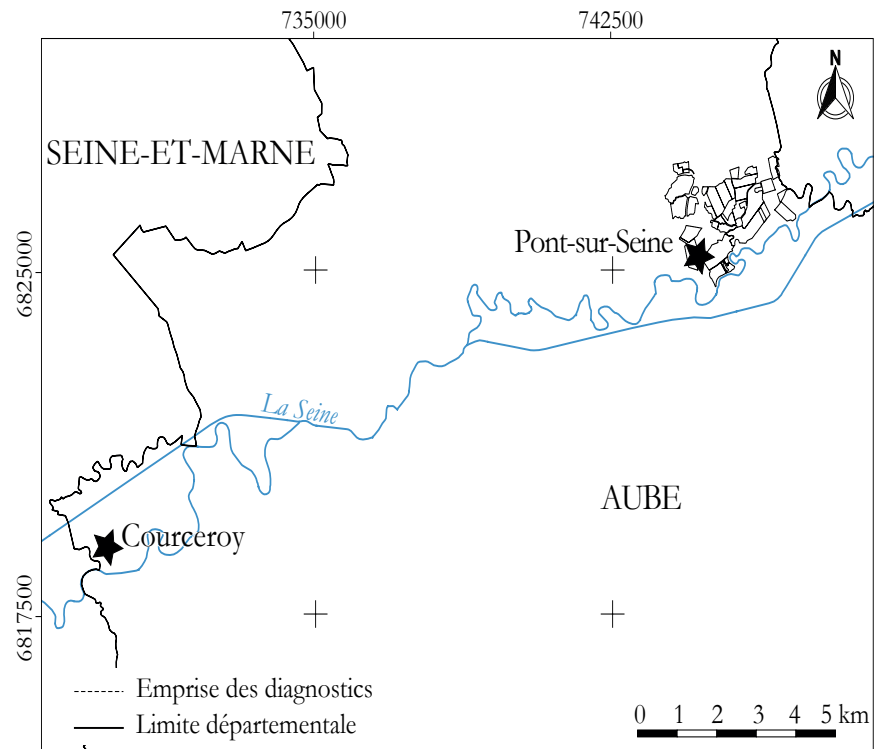 735000
742500
N
SEINE-ET-MARNE
Pont-sur-Seine
6825000
La Seine
AUBE
Courceroy
6817500
Emprise des diagnostics
Limite départementale
0 1 2 3 4 5 km